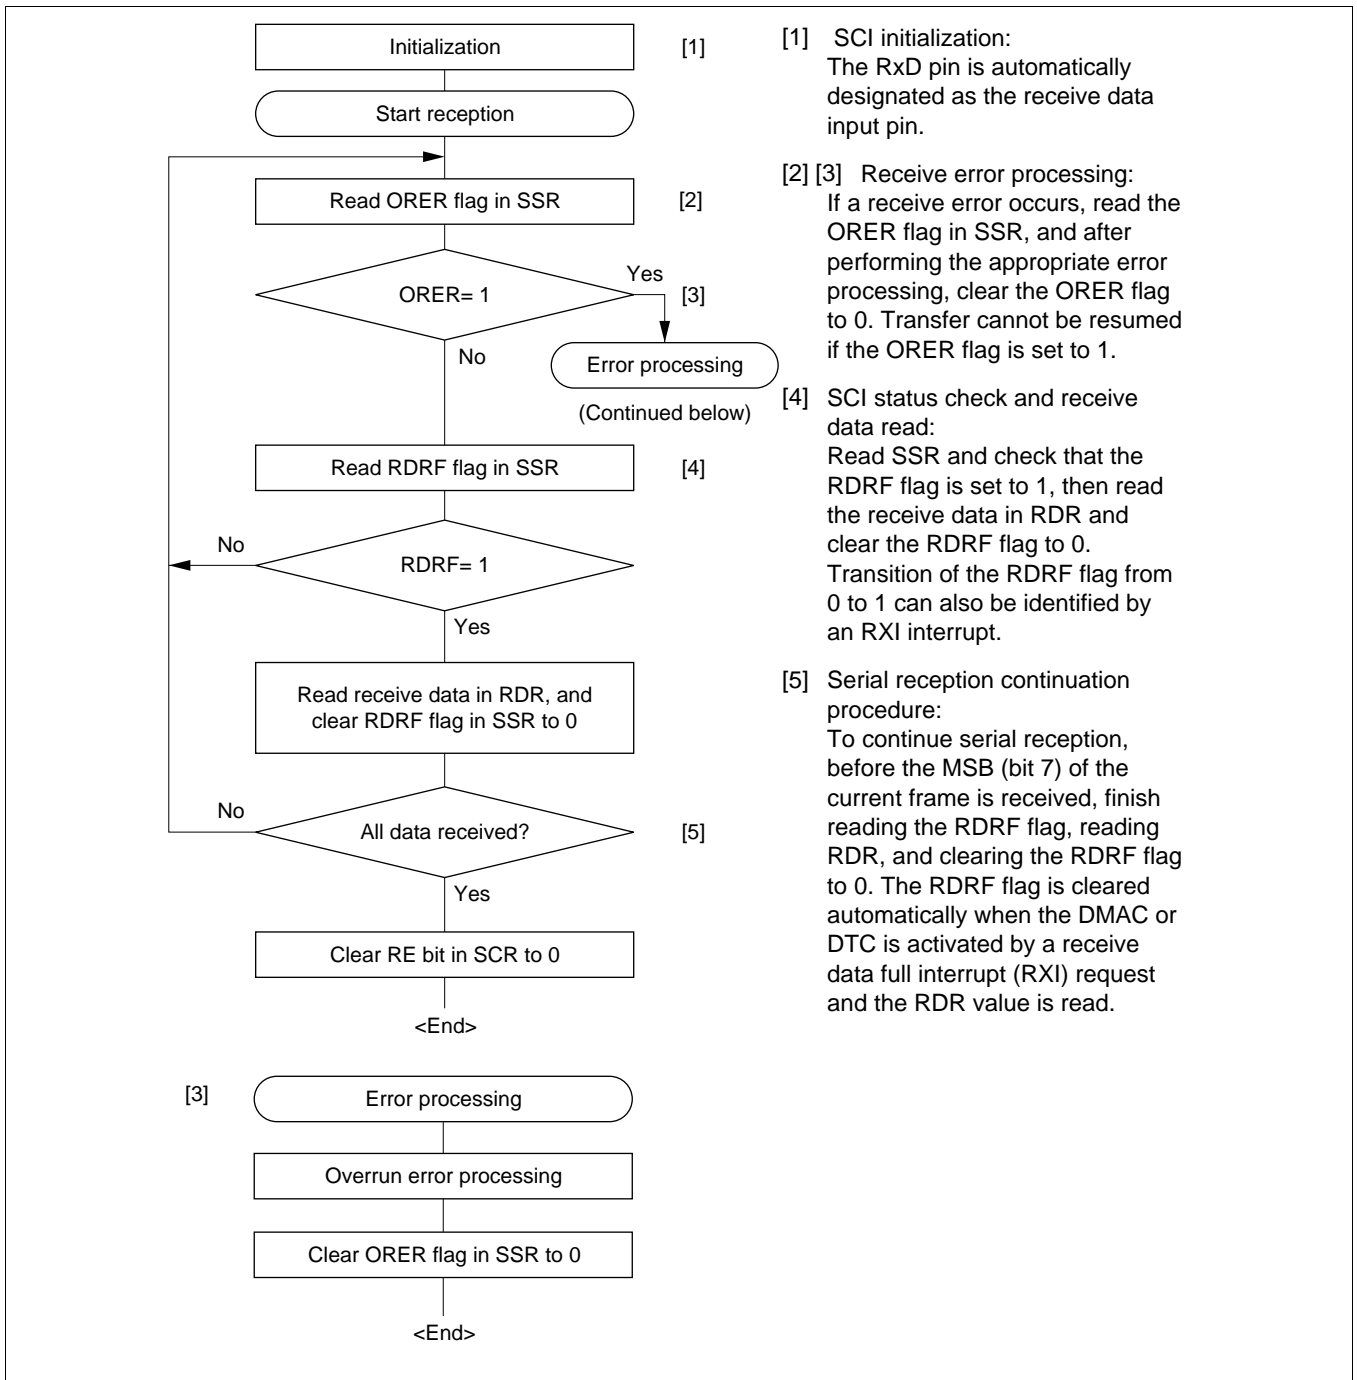 Initialization
[1]
Start reception
Read ORER flag in SSR
[2]
ORER= 1
Yes
[3]
No
Error processing
(Continued below)
Read RDRF flag in SSR
[4]
No
RDRF= 1
Yes
Read receive data in RDR, and
clear RDRF flag in SSR to 0
No
All data received?
[5]
Yes
Clear RE bit in SCR to 0
<End>
[3]
Error processing
Overrun error processing
Clear ORER flag in SSR to 0
<End>
[1] SCI initialization:
The RxD pin is automatically
designated as the receive data
input pin.
[2] [3] Receive error processing:
If a receive error occurs, read the
ORER flag in SSR, and after
performing the appropriate error
processing, clear the ORER flag
to 0. Transfer cannot be resumed
if the ORER flag is set to 1.
[4] SCI status check and receive
data read:
Read SSR and check that the
RDRF flag is set to 1, then read
the receive data in RDR and
clear the RDRF flag to 0.
Transition of the RDRF flag from
0 to 1 can also be identified by
an RXI interrupt.
[5] Serial reception continuation
procedure:
To continue serial reception,
before the MSB (bit 7) of the
current frame is received, finish
reading the RDRF flag, reading
RDR, and clearing the RDRF flag
to 0. The RDRF flag is cleared
automatically when the DMAC or
DTC is activated by a receive
data full interrupt (RXI) request
and the RDR value is read.